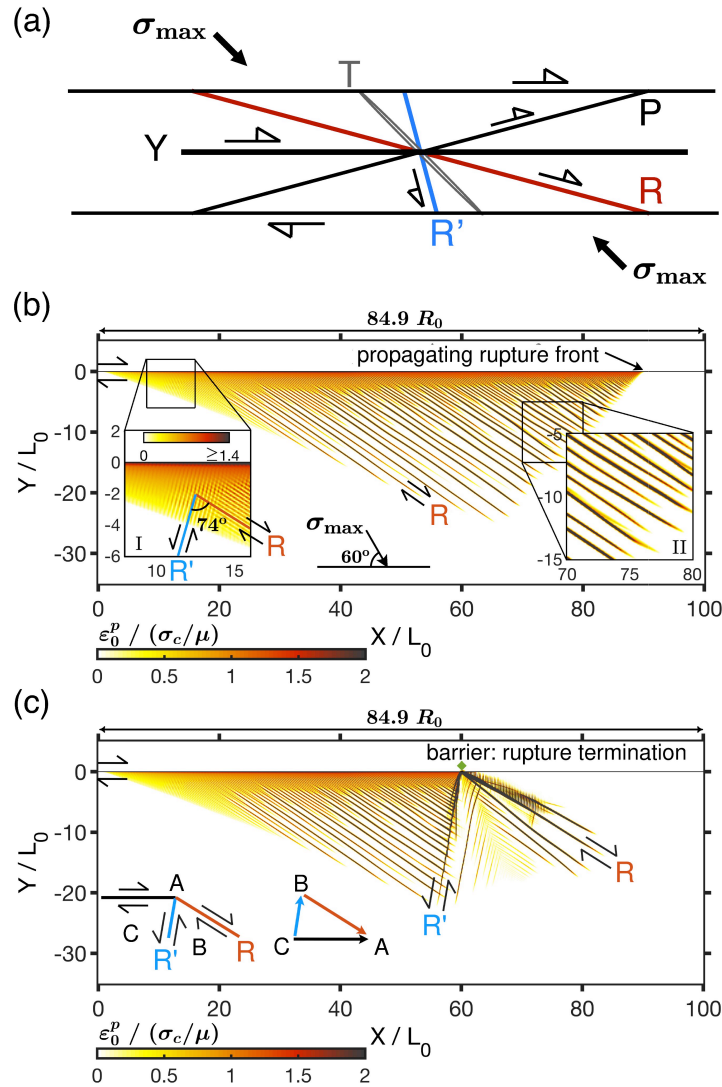 (a)
σmax
T
P
Y
R
R'
σmax
(b)
84.9 R0
propagating rupture front
0
-10
-20
-30
Y / L0
2
0
-2
-4
-6
0 ≥1.4
74º
I
R'
R
10 15
R
σmax
60º
-5
-10
-15
II
70 75 80
0 20 40 60 80 100
X / L0
ε0p / (σc/μ)
0 0.5 1 1.5 2
(c)
84.9 R0
barrier: rupture termination
0
-10
-20
-30
Y / L0
A
C
B
R'
R
B
C
A
R'
R
0 20 40 60 80 100
X / L0
ε0p / (σc/μ)
0 0.5 1 1.5 2